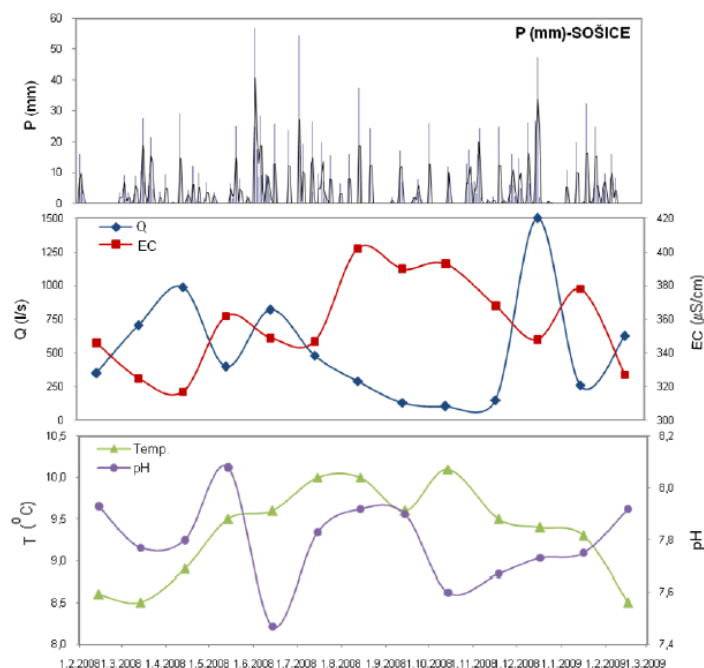 P (mm)-SOŠICE
P (mm)
60
50
40
30
20
10
0
Q
EC
Q (l/s)
1500
1250
1000
750
500
250
0
420
400
380
360
340
320
300
EC (µS/cm)
Temp.
pH
T (⁰C)
10,5
10,0
9,5
9,0
8,5
8,0
8,2
8,0
7,8
7,6
7,4
pH
1.2.2008 1.3.2008 1.4.2008 1.5.2008 1.6.2008 1.7.2008 1.8.2008 1.9.2008 1.10.2008 1.11.2008 1.12.2008 1.1.2009 1.2.2009 1.3.2009